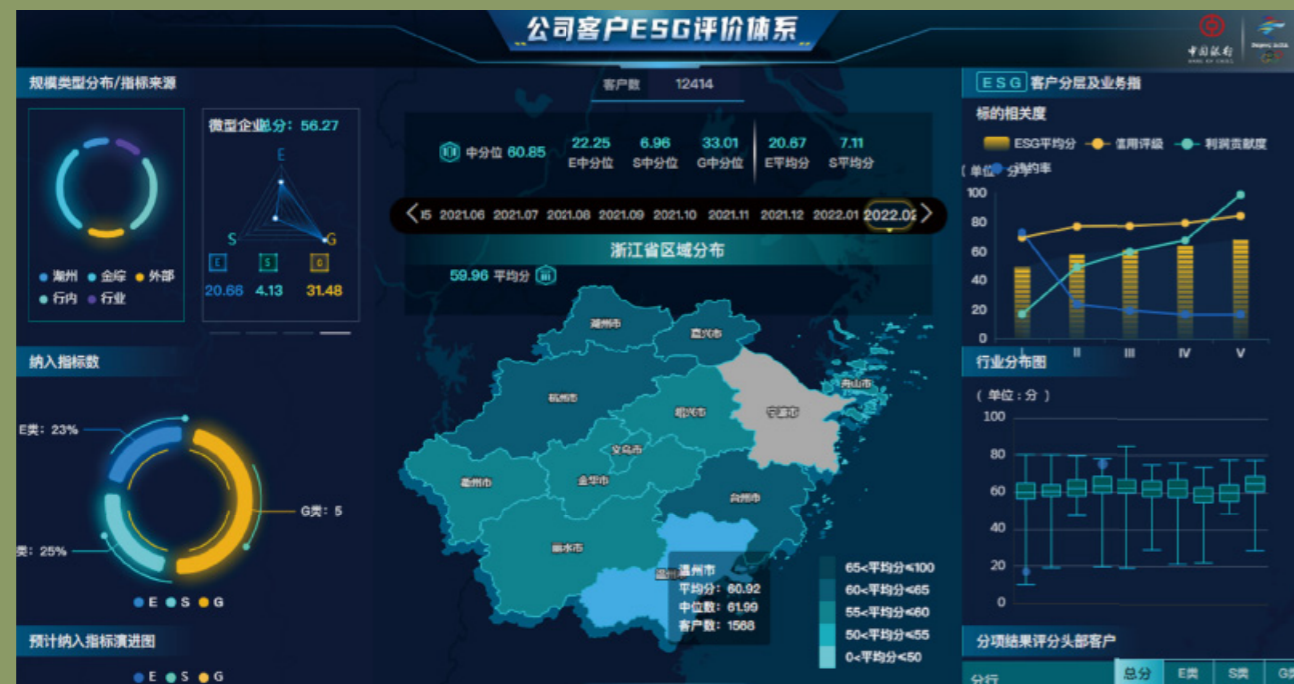 公司客户ESG评价体系
中国银行
BANK OF CHINA
规模类型分布/指标来源
微型企业总分: 56.27
E
S
G
E S G
20.66 4.13 31.48
湖州 金综 外部
行内 行业
纳入指标数
E类: 23%
G类: 5
类: 25%
E S G
预计纳入指标演进图
E S G
客户数 12414
中分位 60.85
22.25 6.96 33.01 20.67 7.11
E中分位 S中分位 G中分位 E平均分 S平均分
2021.06 2021.07 2021.08 2021.09 2021.10 2021.11 2021.12 2022.01 2022.02
浙江省区域分布
59.96 平均分
湖州市
嘉兴市
杭州市
绍兴市
宁波市
舟山市
义乌市
金华市
衢州市
台州市
丽水市
温州市
平均分: 60.92
中位数: 61.99
客户数: 1568
65<平均分≤100
60<平均分≤65
55<平均分≤60
50<平均分≤55
0<平均分≤50
ESG 客户分层及业务指
标的相关度
ESG平均分 信用评级 利润贡献度
违约率
100
80
60
40
20
0
II III IV V
行业分布图
( 单位 : 分 )
100
80
60
40
20
0
分项结果评分头部客户
分行 总分 E类 S类